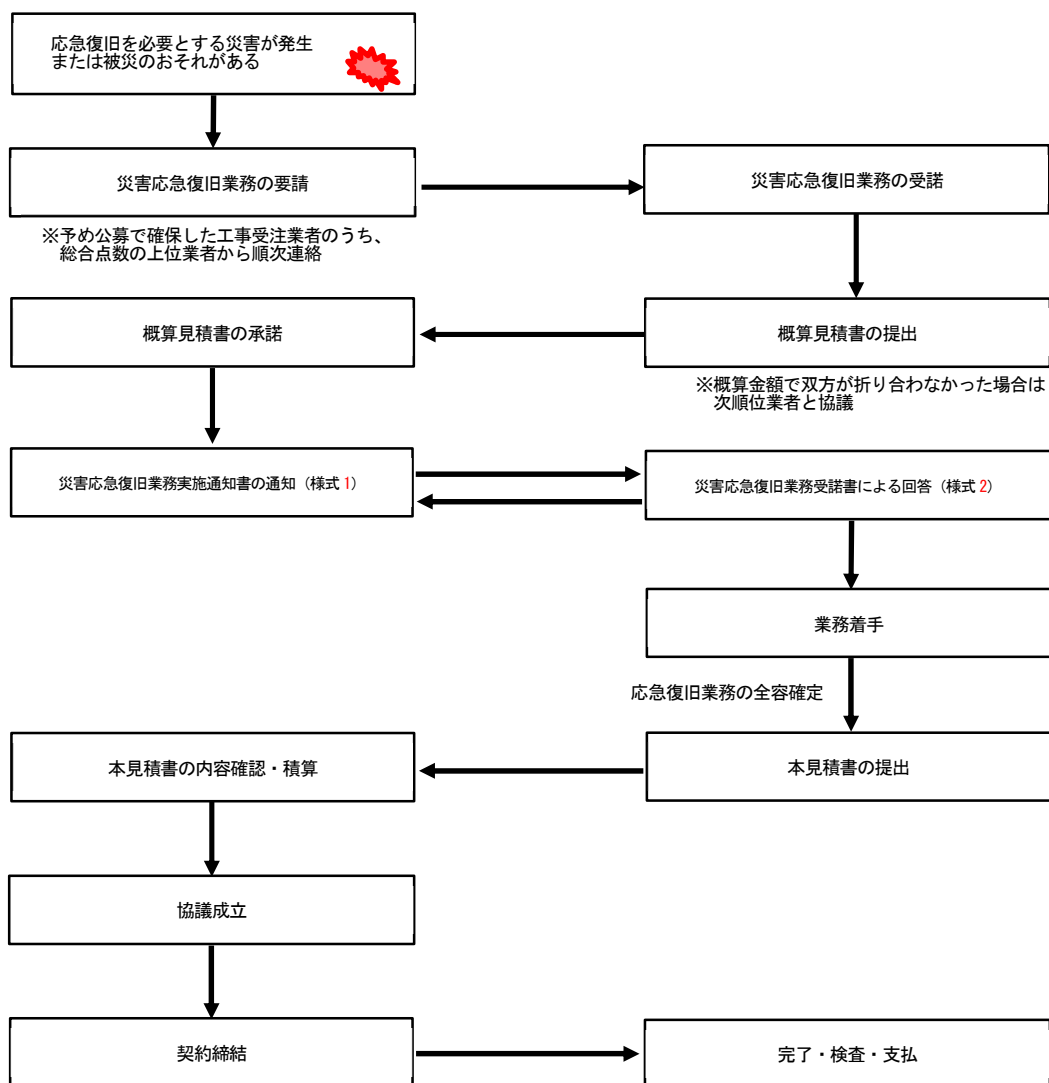 応急復旧を必要とする災害が発生
または被災のおそれがある
災害応急復旧業務の要請
災害応急復旧業務の受諾
※予め公募で確保した工事受注業者のうち、
総合点数の上位業者から順次連絡
概算見積書の承諾
概算見積書の提出
※概算金額で双方が折り合わなかった場合は
次順位業者と協議
災害応急復旧業務実施通知書の通知（様式 1）
災害応急復旧業務受諾書による回答（様式 2）
業務着手
応急復旧業務の全容確定
本見積書の内容確認・積算
本見積書の提出
協議成立
契約締結
完了・検査・支払